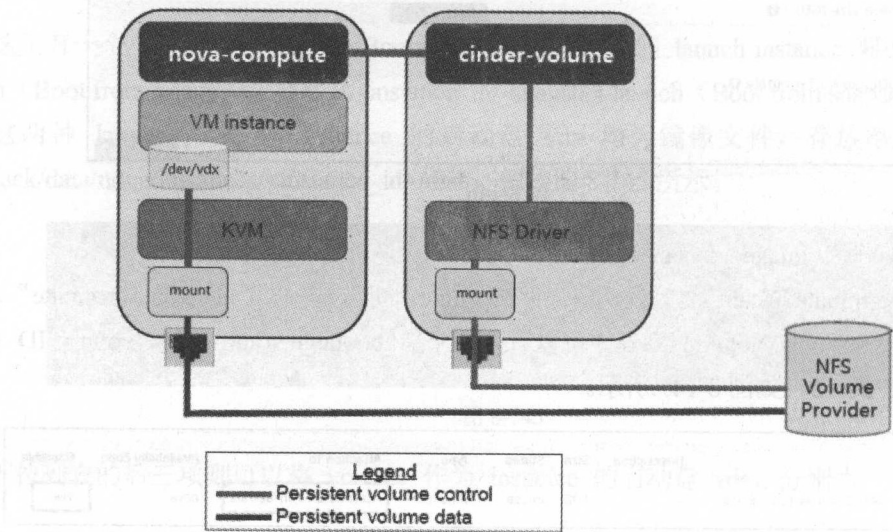 nova-compute
cinder-volume
VM instance
/dev/vdx
KVM
NFS Driver
mount
mount
NFS
Volume
Provider
Legend
Persistent volume control
Persistent volume data